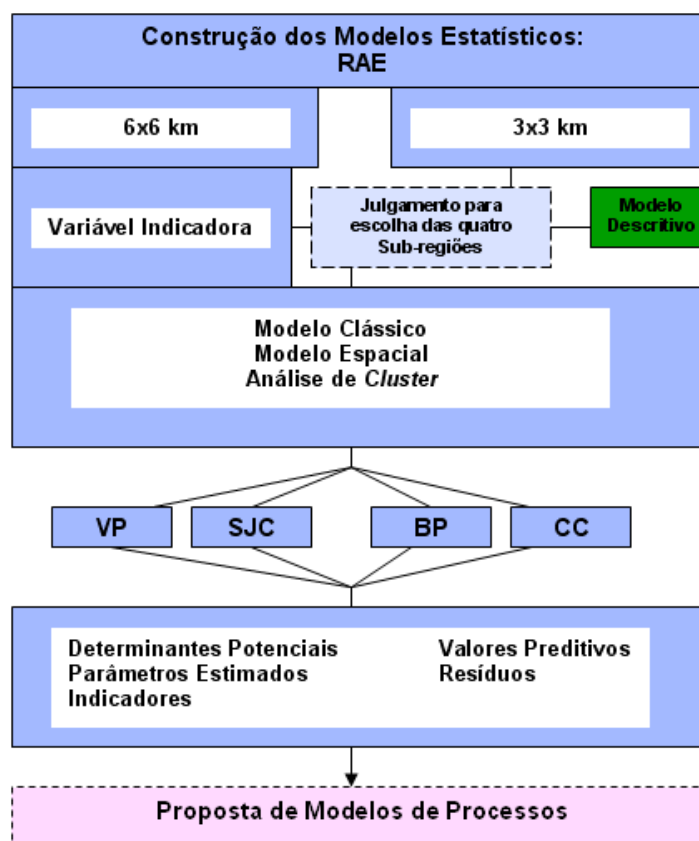 Construção dos Modelos Estatísticos:
RAE
6x6 km
3x3 km
Variável Indicadora
Julgamento para
escolha das quatro
Sub-regiões
Modelo
Descritivo
Modelo Clássico
Modelo Espacial
Análise de Cluster
VP
SJC
BP
CC
Determinantes Potenciais
Parâmetros Estimados
Indicadores
Valores Preditivos
Resíduos
Proposta de Modelos de Processos